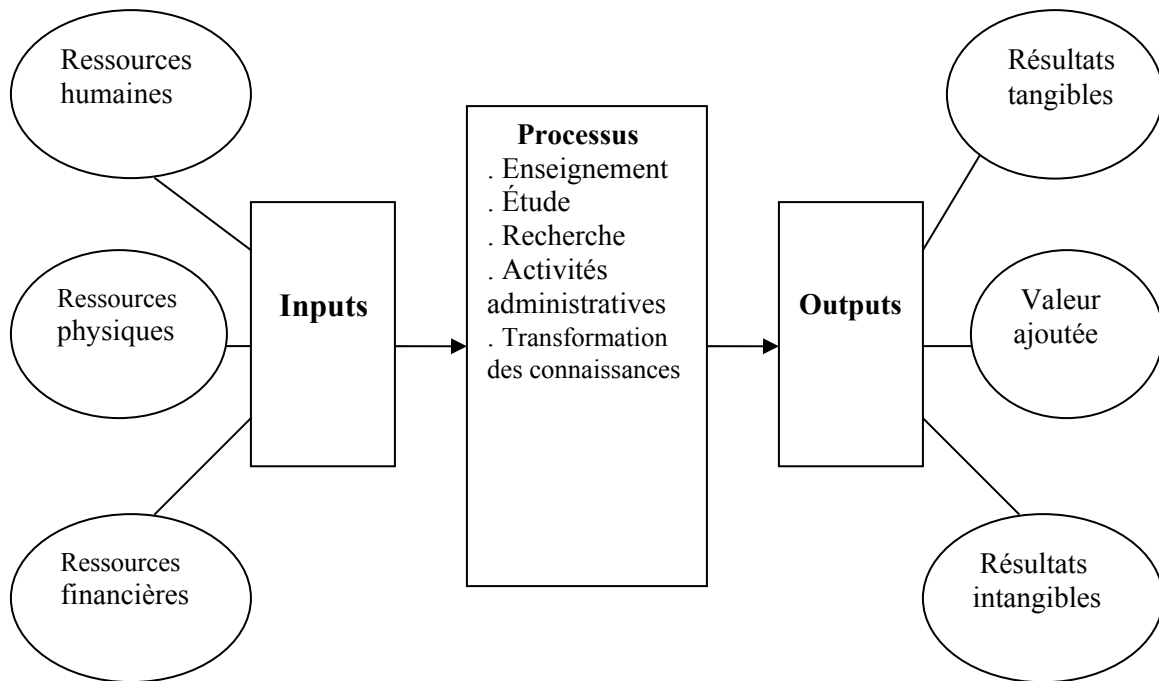 Ressources
humaines
Ressources
physiques
Ressources
financières
Inputs
Processus
. Enseignement
. Étude
. Recherche
. Activités
administratives
. Transformation
des connaissances
Outputs
Résultats
tangibles
Valeur
ajoutée
Résultats
intangibles